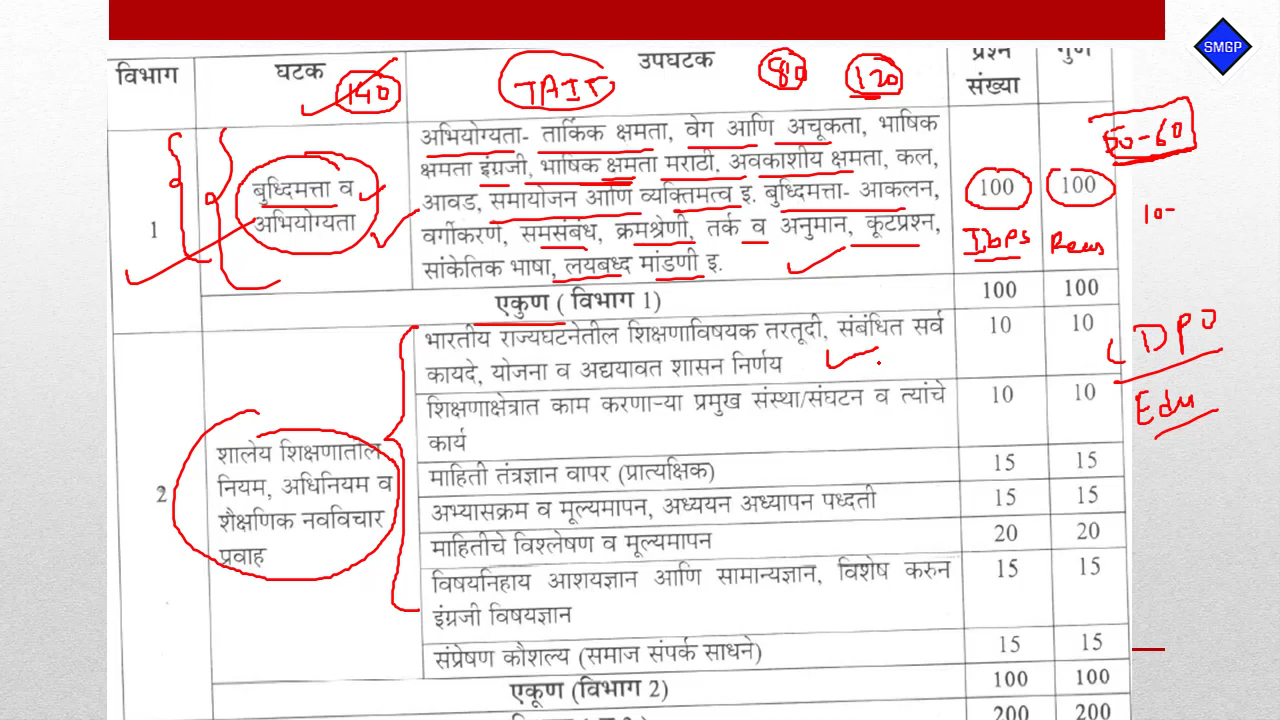 SMGP
विभाग घटक उपघटक प्रश्न संख्या गुण
140 TAIT 80 120
1 बुध्दिमत्ता व अभियोग्यता
अभियोग्यता- तार्किक क्षमता, वेग आणि अचूकता, भाषिक
क्षमता इंग्रजी, भाषिक क्षमता मराठी, अवकाशीय क्षमता, कल,
आवड, समायोजन आणि व्यक्तिमत्व इ. बुध्दिमत्ता- आकलन,
वर्गीकरण, समसंबंध, क्रमश्रेणी, तर्क व अनुमान, कूटप्रश्न,
सांकेतिक भाषा, लयबध्द मांडणी इ.
100 100
50-60
10-
Ibps
एकुण ( विभाग 1) 100 100
2 शालेय शिक्षणातील
नियम, अधिनियम व
शैक्षणिक नवविचार
प्रवाह
भारतीय राज्यघटनेतील शिक्षणाविषयक तरतूदी, संबंधित सर्व 10 10
कायदे, योजना व अद्ययावत शासन निर्णय
DPO
Edu
शिक्षणाक्षेत्रात काम करणाऱ्या प्रमुख संस्था/संघटन व त्यांचे 10 10
कार्य
माहिती तंत्रज्ञान वापर (प्रात्यक्षिक) 15 15
अभ्यासक्रम व मूल्यमापन, अध्ययन अध्यापन पध्दती 15 15
माहितीचे विश्लेषण व मूल्यमापन 20 20
विषयनिहाय आशयज्ञान आणि सामान्यज्ञान, विशेष करुन 15 15
इंग्रजी विषयज्ञान
संप्रेषण कौशल्य (समाज संपर्क साधने) 15 15
एकूण (विभाग 2) 100 100
200 200